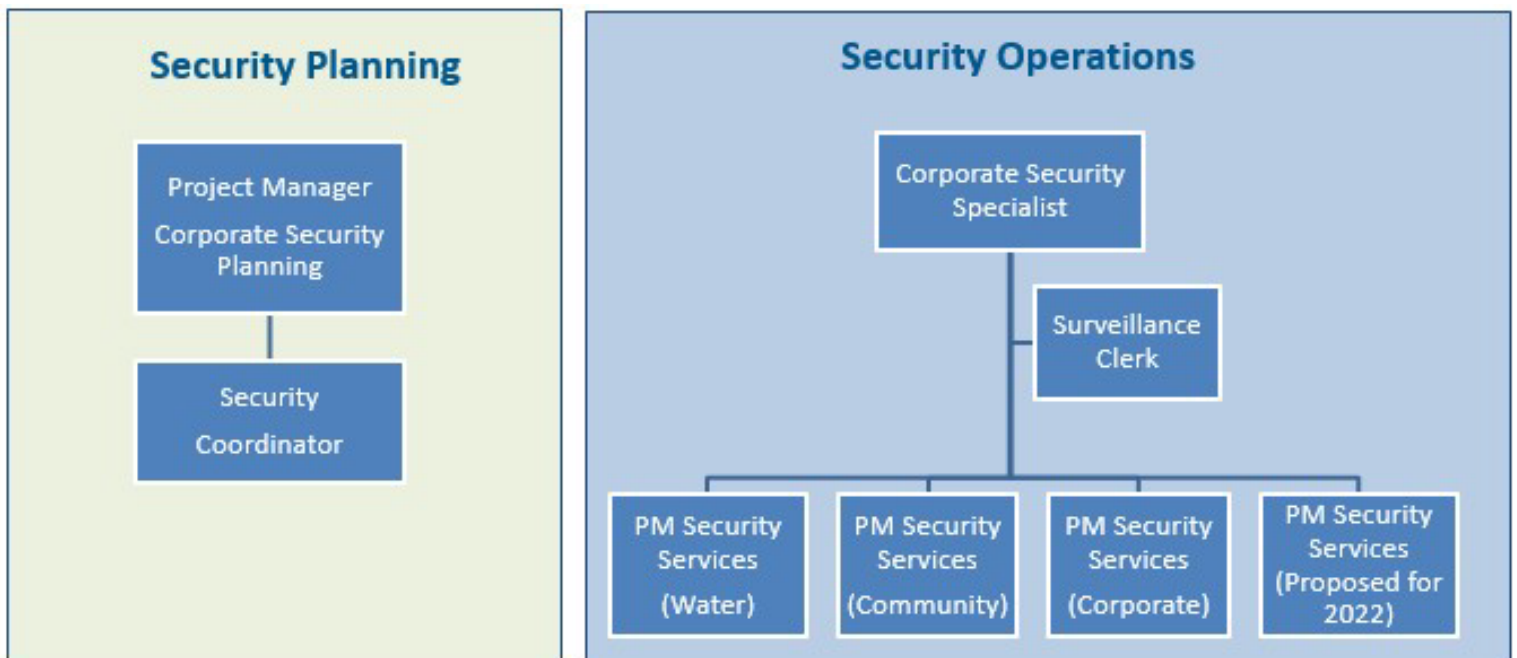 Security Planning
Project Manager
Corporate Security
Planning
Security
Coordinator
Security Operations
Corporate Security
Specialist
Surveillance
Clerk
PM Security
Services
(Water)
PM Security
Services
(Community)
PM Security
Services
(Corporate)
PM Security
Services
(Proposed for
2022)